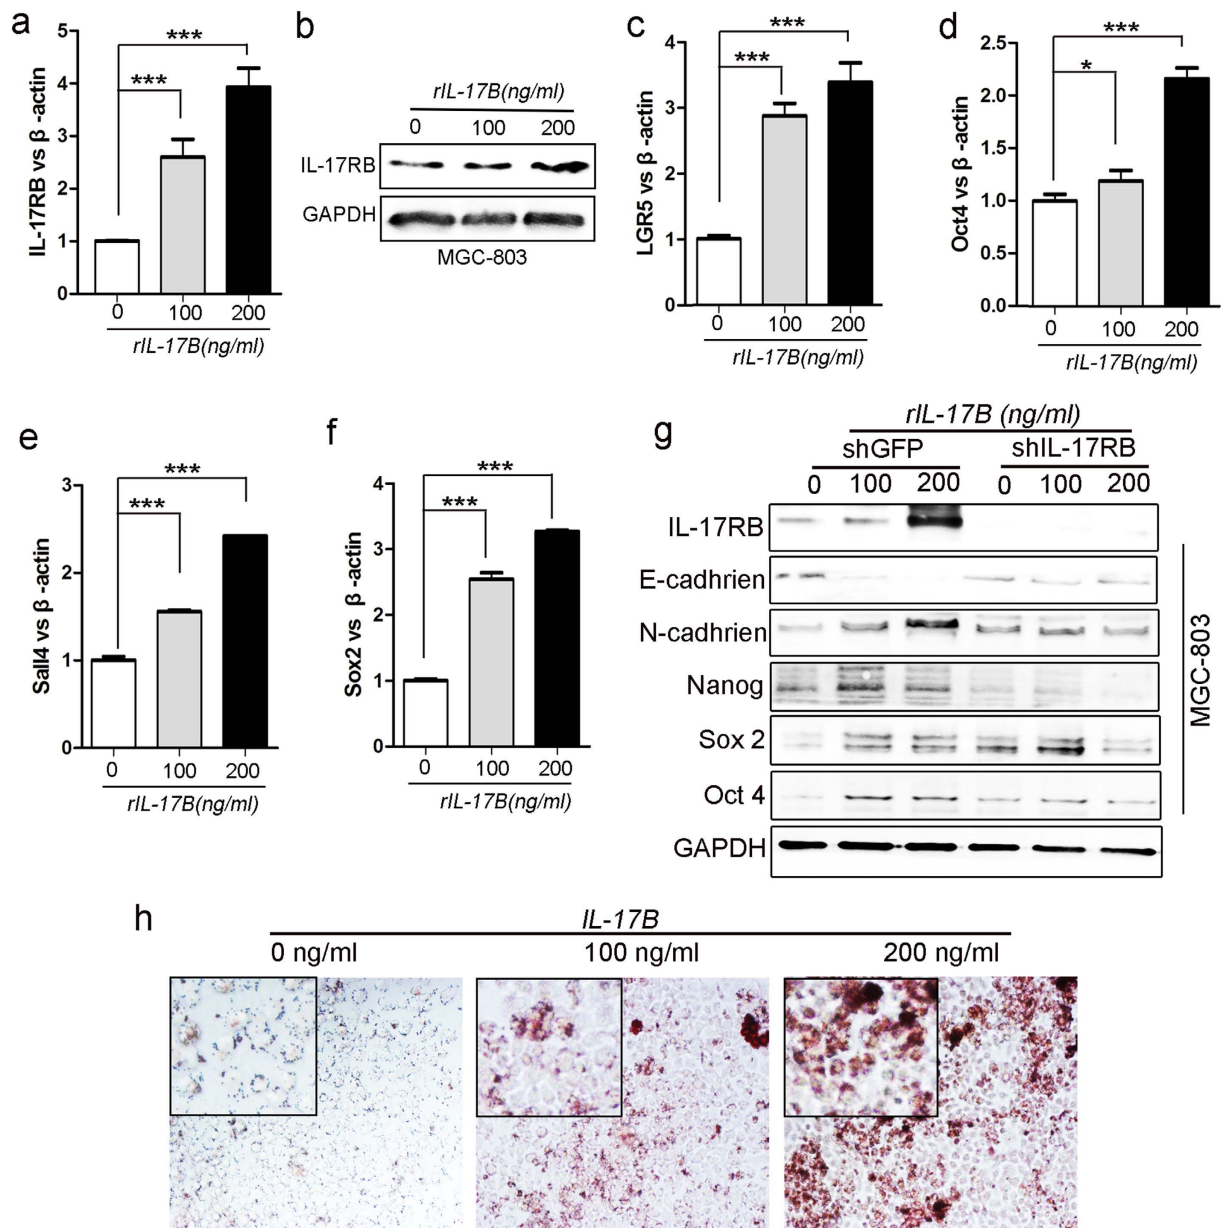 a
IL-17RB vs β -actin
5
4
3
2
1
0
***
***
0 100 200
rIL-17B(ng/ml)
b
rIL-17B(ng/ml)
0 100 200
IL-17RB
GAPDH
MGC-803
c
LGR5 vs β -actin
4
3
2
1
0
***
***
0 100 200
rIL-17B(ng/ml)
d
Oct4 vs β -actin
2.5
2.0
1.5
1.0
0.5
0.0
***
*
0 100 200
rIL-17B(ng/ml)
e
Sall4 vs β -actin
3
2
1
0
***
***
0 100 200
rIL-17B(ng/ml)
f
Sox2 vs β -actin
4
3
2
1
0
***
***
0 100 200
rIL-17B(ng/ml)
g
rIL-17B (ng/ml)
shGFP shIL-17RB
0 100 200 0 100 200
IL-17RB
E-cadhrien
N-cadhrien
Nanog
Sox 2
Oct 4
GAPDH
MGC-803
h
IL-17B
0 ng/ml 100 ng/ml 200 ng/ml